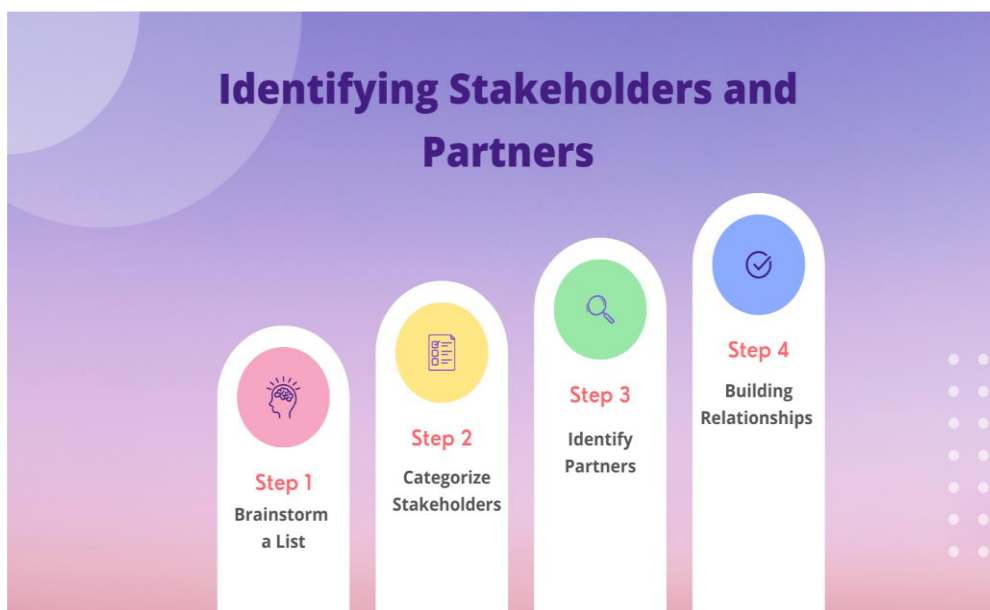 Identifying Stakeholders and
Partners
Step 1
Brainstorm
a List
Step 2
Categorize
Stakeholders
Step 3
Identify
Partners
Step 4
Building
Relationships